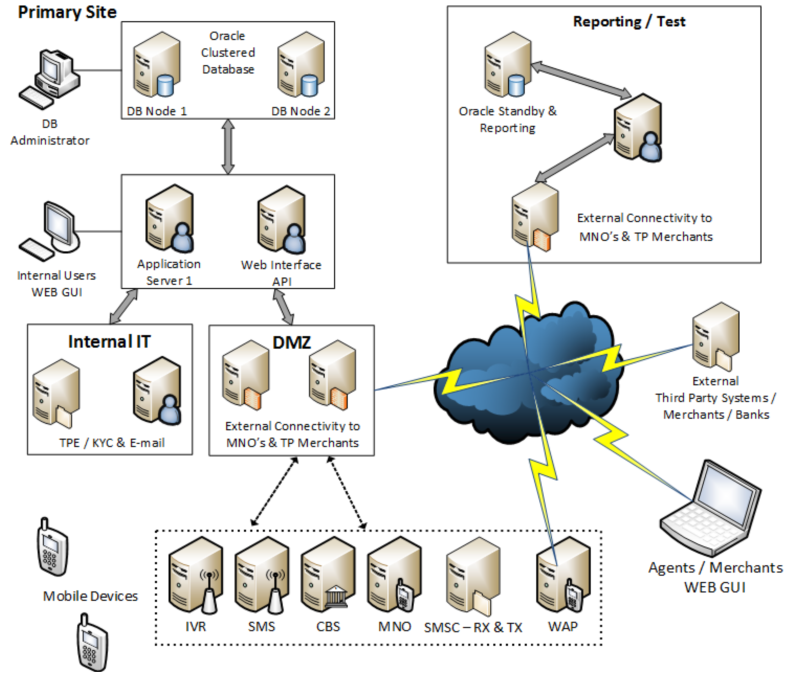 Primary Site
Oracle
Clustered
Database
DB Node 1
DB Node 2
DB
Administrator
Reporting / Test
Oracle Standby &
Reporting
External Connectivity to
MNO's & TP Merchants
Internal Users
WEB GUI
Application
Server 1
Web Interface
API
Internal IT
TPE / KYC & E-mail
DMZ
External Connectivity to
MNO's & TP Merchants
External
Third Party Systems /
Merchants / Banks
Agents / Merchants
WEB GUI
Mobile Devices
IVR
SMS
CBS
MNO
SMSC – RX & TX
WAP